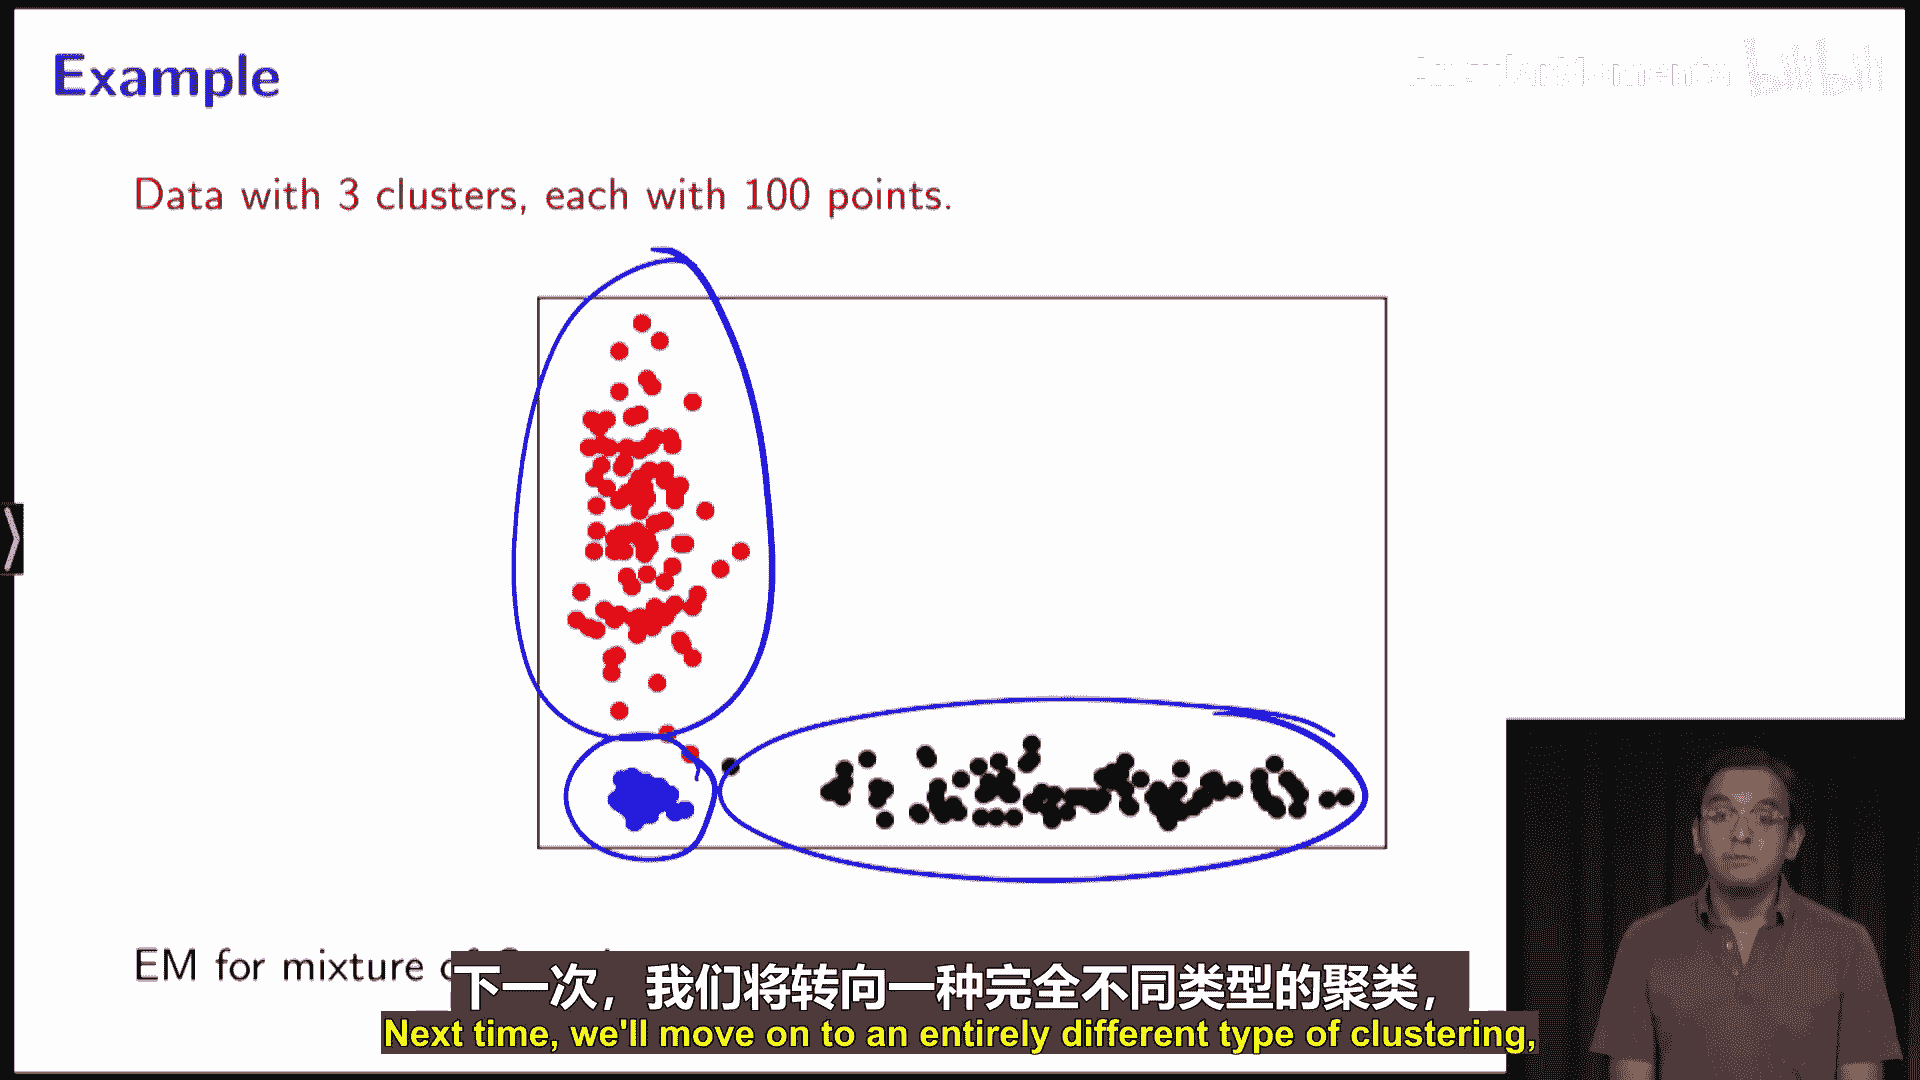 Example
bilibili
Data with 3 clusters, each with 100 points.
EM for mixture of
下一次，我们将转向一种完全不同类型的聚类，
Next time, we'll move on to an entirely different type of clustering,